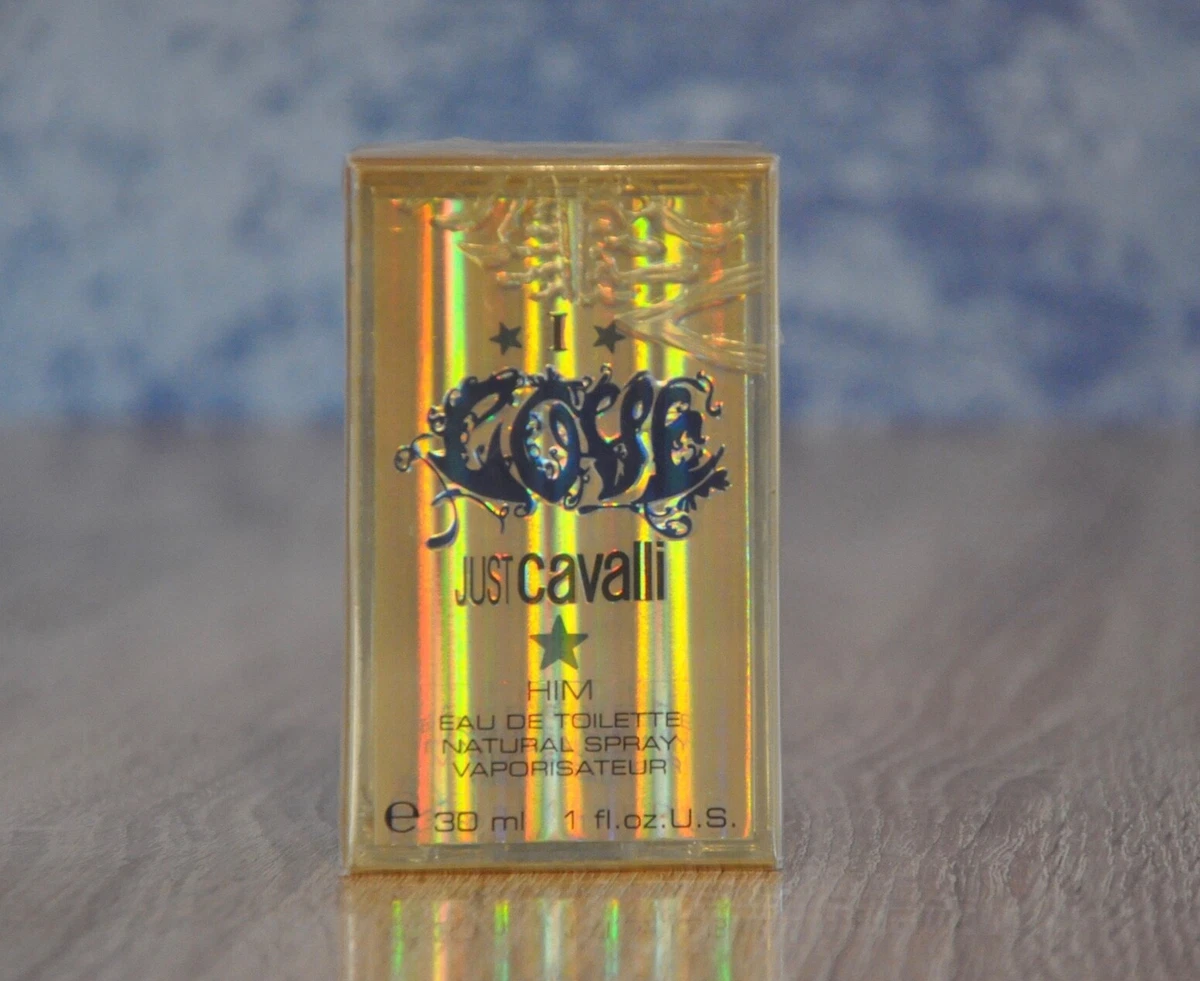 I
LOVE
JUST cavalli
HIM
EAU DE TOILETTE
NATURAL SPRAY
VAPORISATEUR
e 30 ml 1 fl.oz.U.S.